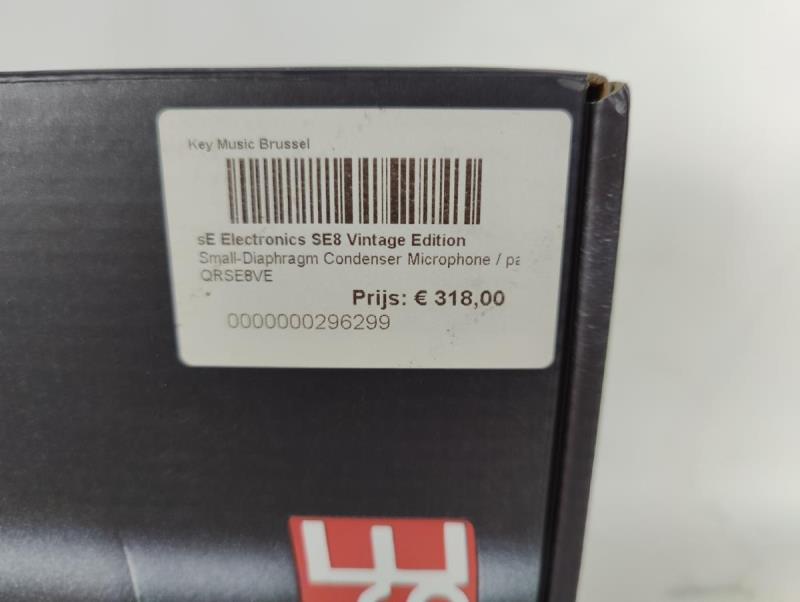 Key Music Brussel
sE Electronics SE8 Vintage Edition
Small-Diaphragm Condenser Microphone / pa
QRSE8VE
Prijs: € 318,00
0000000296299